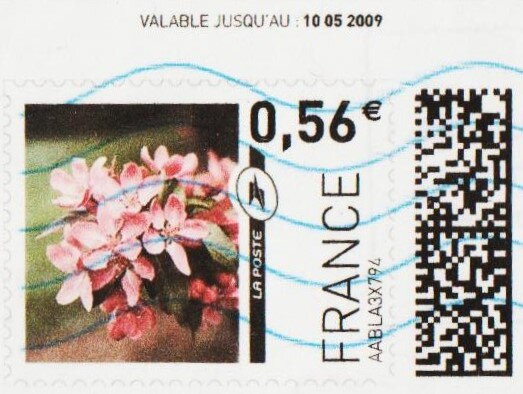 VALABLE JUSQU'AU : 10 05 2009
0,56€
LA POSTE
FRANCE
AABLA3X794